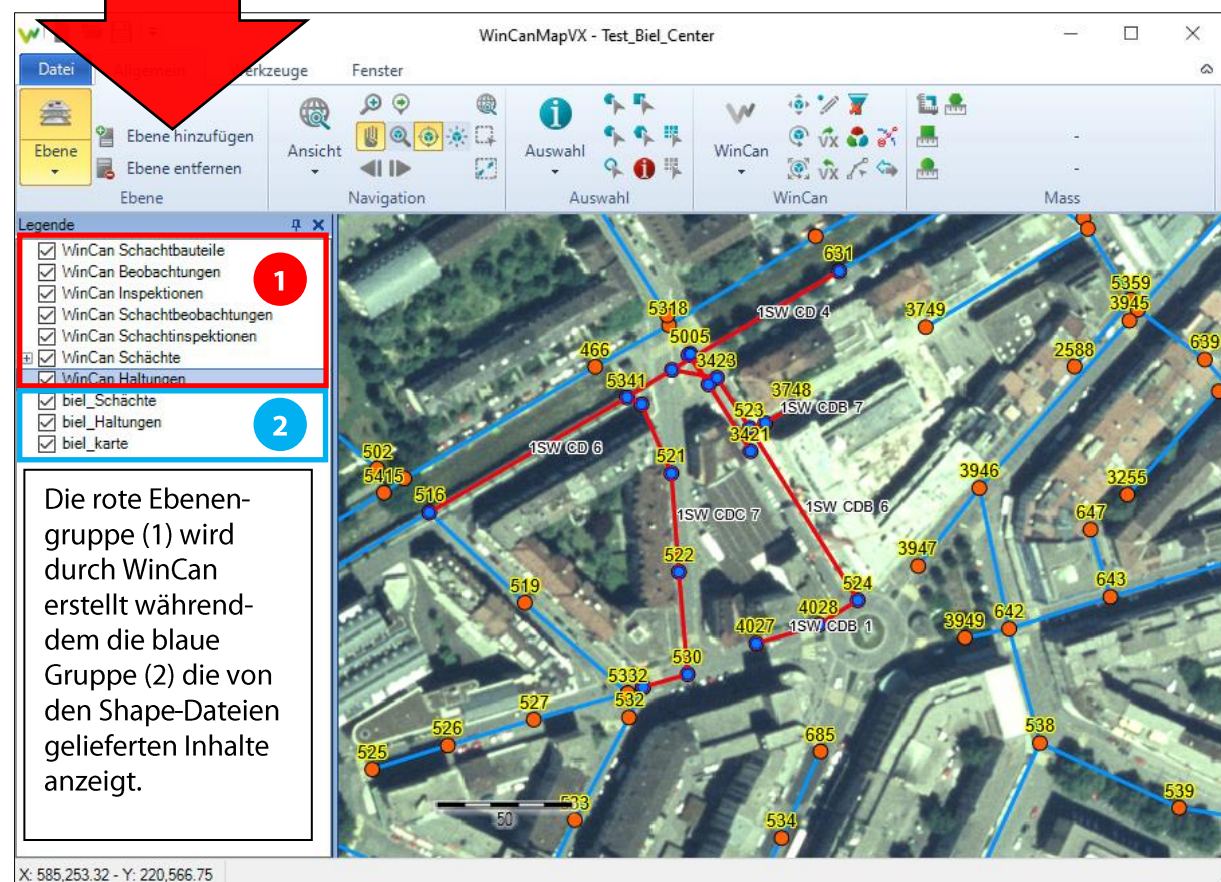 WinCanMapVX - Test_Biel_Center
Datei
Werkzeuge
Fenster
Ebene
Ebene hinzufügen
Ebene entfernen
Ansicht
Auswahl
WinCan
VX
VX
-
-
Ebene
Navigation
Auswahl
WinCan
Mass
Legende
WinCan Schachtbauteile
WinCan Beobachtungen
WinCan Inspektionen
WinCan Schachtbeobachtungen
WinCan Schachtinspektionen
WinCan Schächte
WinCan Haltungen
1
biel_Schächte
biel_Haltungen
biel_karte
2
Die rote Ebenen-
gruppe (1) wird
durch WinCan
erstellt während-
dem die blaue
Gruppe (2) die von
den Shape-Dateien
gelieferten Inhalte
anzeigt.
631
5359
5318
1SW CD 4
3749
3945
5005
639
466
3423
2588
5341
3748
523
1SW CDB 7
3421
1SW CD 6
502
521
3946
5415
516
3255
1SW CDC 7
1SW CDB 6
647
3947
522
519
524
643
4028
4027
1SW CDB 1
3949
642
530
5332
532
527
526
525
685
538
539
533
50
534
X: 585,253.32 - Y: 220,566.75